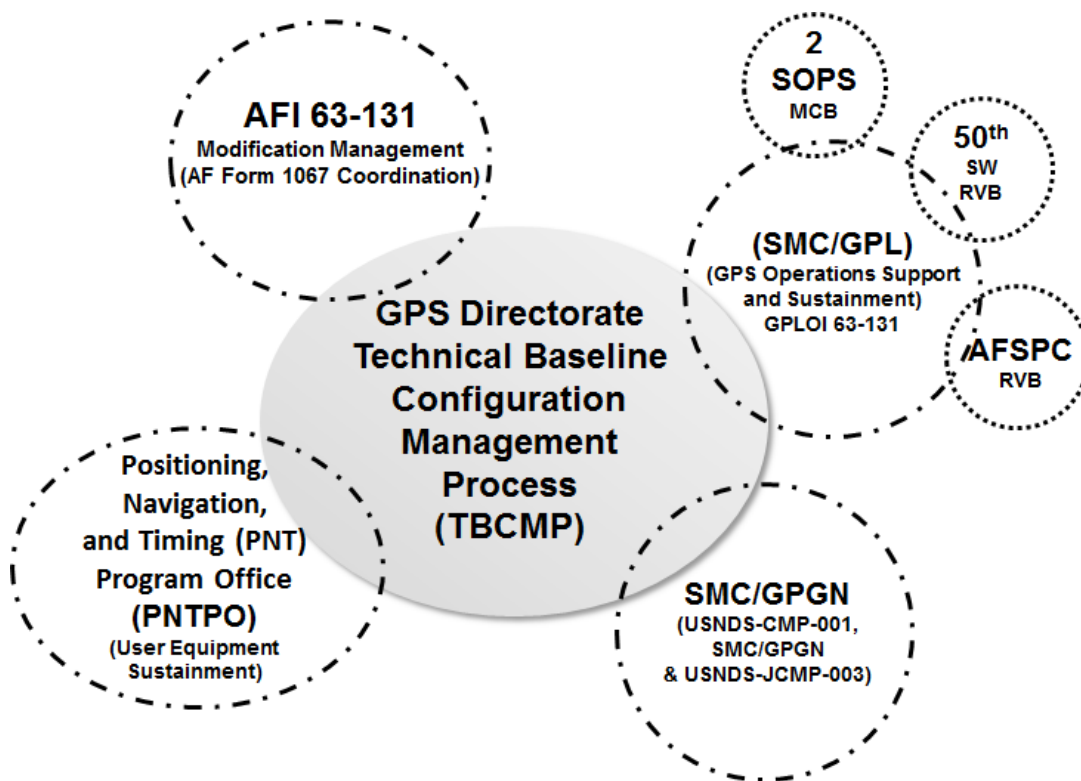 AFI 63-131
Modification Management
(AF Form 1067 Coordination)
2
SOPS
MCB
50th
SW
RVB
(SMC/GPL)
(GPS Operations Support
and Sustainment)
GPLOI 63-131
AFSPC
RVB
GPS Directorate
Technical Baseline
Configuration
Management
Process
(TBCMP)
Positioning,
Navigation,
and Timing (PNT)
Program Office
(PNTPO)
(User Equipment
Sustainment)
SMC/GPGN
(USNDS-CMP-001,
SMC/GPGN
& USNDS-JCMP-003)